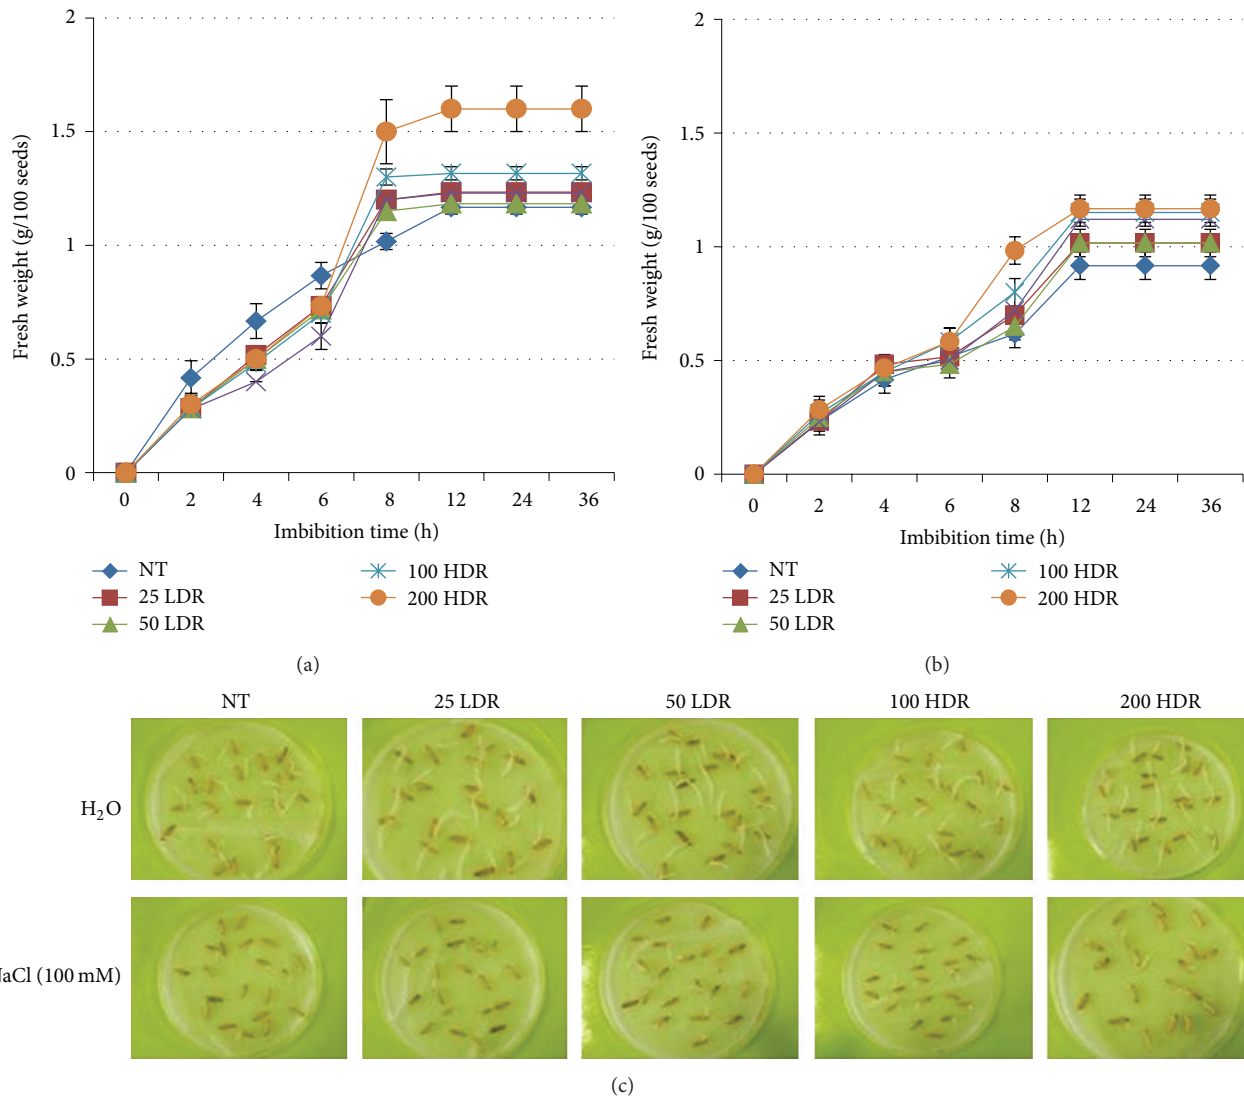 2
1.5
1
0.5
0
Fresh weight (g/100 seeds)
0 2 4 6 8 12 24 36
Imbibition time (h)
NT
25 LDR
50 LDR
100 HDR
200 HDR
(a)
2
1.5
1
0.5
0
Fresh weight (g/100 seeds)
0 2 4 6 8 12 24 36
Imbibition time (h)
NT
25 LDR
50 LDR
100 HDR
200 HDR
(b)
NT 25 LDR 50 LDR 100 HDR 200 HDR
H₂O
NaCl (100 mM)
(c)